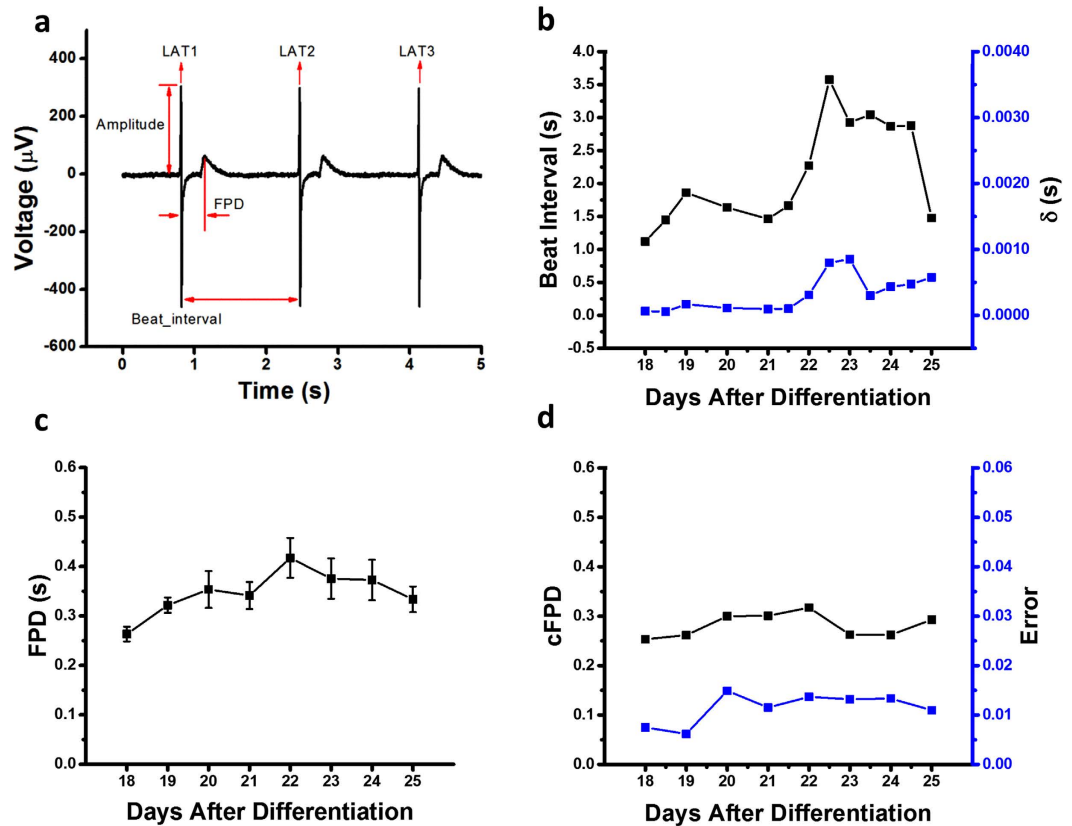 a
LAT1 LAT2 LAT3
400
200
0
-200
-400
-600
Voltage (μV)
Amplitude
FPD
Beat_interval
0 1 2 3 4 5
Time (s)
b
4.0
3.5
3.0
2.5
2.0
1.5
1.0
0.5
0.0
-0.5
Beat Interval (s)
0.0040
0.0030
0.0020
0.0010
0.0000
δ (s)
18 19 20 21 22 23 24 25
Days After Differentiation
c
0.6
0.5
0.4
0.3
0.2
0.1
0.0
FPD (s)
18 19 20 21 22 23 24 25
Days After Differentiation
d
0.6
0.5
0.4
0.3
0.2
0.1
0.0
cFPD
0.06
0.05
0.04
0.03
0.02
0.01
0.00
Error
18 19 20 21 22 23 24 25
Days After Differentiation